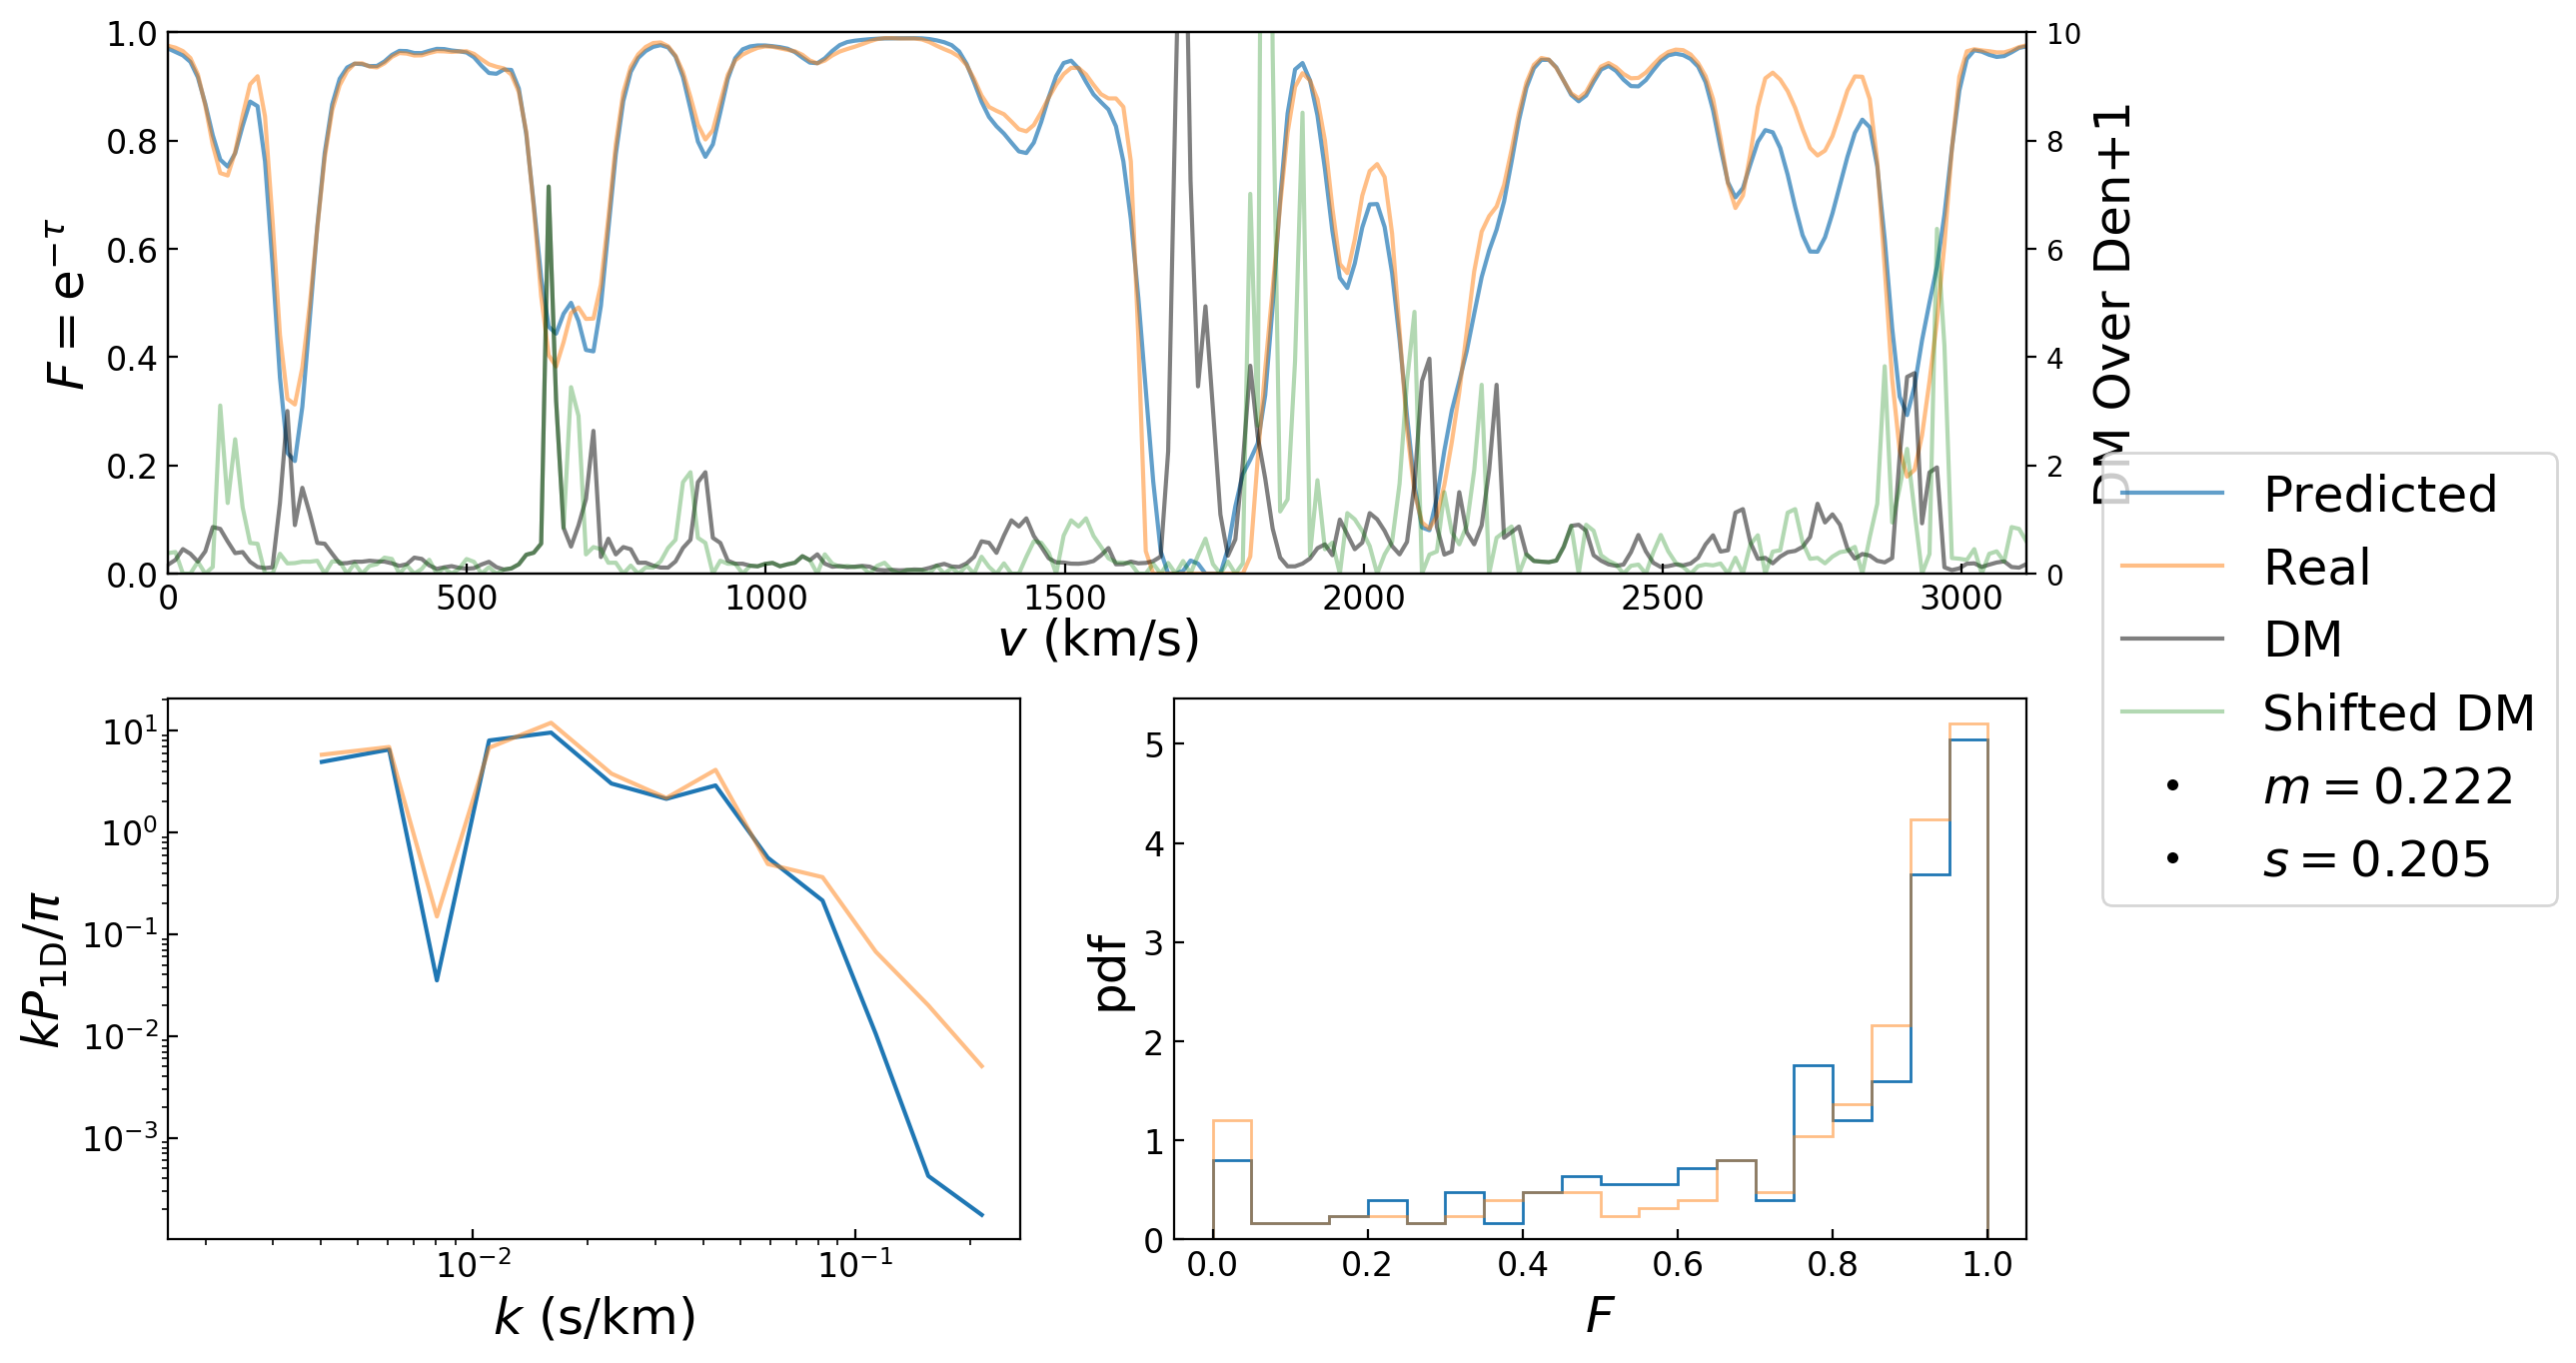 1.0
0.8
0.6
0.4
0.2
0.0
F = e^{−τ}
10
8
6
4
2
0
DM Over Den+1
0 500 1000 1500 2000 2500 3000
v (km/s)
Predicted
Real
DM
Shifted DM
m = 0.222
s = 0.205
10^1
10^0
10^{−1}
10^{−2}
10^{−3}
kP_{1D}/π
10^{−2} 10^{−1}
k (s/km)
5
4
3
2
1
0
pdf
0.0 0.2 0.4 0.6 0.8 1.0
F